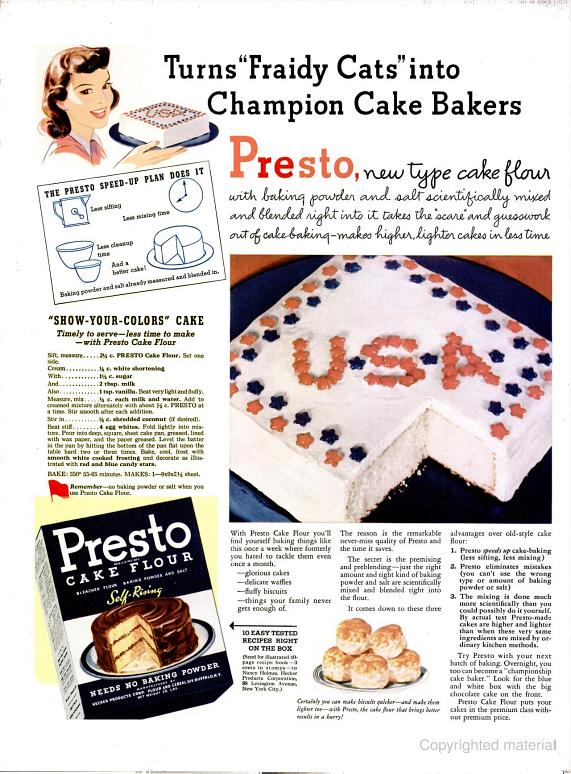 Turns "Fraidy Cats" into
Champion Cake Bakers
Presto, new type cake flour
with baking powder and salt scientifically mixed
and blended right into it takes the "scare" and guesswork
out of cake-baking—makes higher, lighter cakes in less time
THE PRESTO SPEED-UP PLAN DOES IT
Less sifting
Less mixing time
Less cleanup
time
And a
better cake!
Baking powder and salt already measured and blended in.
"SHOW-YOUR-COLORS" CAKE
Timely to serve—less time to make
—with Presto Cake Flour
Sift, measure.....2¼ c. PRESTO Cake Flour. Set one
side.
Cream............½ c. white shortening
With.............1½ c. sugar
And..............2 tbsp. milk
Also.............1 tsp. vanilla. Beat very light and fluffy.
Measure, mix.....½ c. each milk and water. Add to
creamed mixture alternately with about ½ c. PRESTO at
a time. Stir smooth after each addition.
Stir in..........½ c. shredded coconut (if desired).
Beat stiff........4 egg whites. Fold lightly into mix-
ture. Pour into deep, square, sheet cake pan, greased, lined
with wax paper, and the paper greased. Level the batter
in the pan by hitting the bottom of the pan flat upon the
table hard two or three times. Bake, cool, frost with
smooth white cooked frosting and decorate as illus-
trated with red and blue candy stars.
BAKE: 350° 55-65 minutes. MAKES: 1—9x9x2½ sheet.
Remember—no baking powder or salt when you
use Presto Cake Flour.
USA
Presto
CAKE FLOUR
BLEACHED FLOUR BAKING POWDER AND SALT
Self-Rising
NEEDS NO BAKING POWDER
MANUFACTURED BY
HECKER PRODUCTS CORP.
BUFFALO, N.Y.
With Presto Cake Flour you'll
find yourself baking things like
this once a week where formerly
you hated to tackle them even
once a month.
—glorious cakes
—delicate waffles
—fluffy biscuits
—things your family never
gets enough of.
10 EASY TESTED
RECIPES RIGHT
ON THE BOX
(Send for illustrated 40-
page recipe book—3
cents in stamps—to
Nancy Holmes, Hecker
Products Corporation,
88 Lexington Avenue,
New York City.)
The reason is the remarkable
never-miss quality of Presto and
the time it saves.
The secret is the premixing
and preblending—just the right
amount and right kind of baking
powder and salt are scientifically
mixed and blended right into
the flour.
It comes down to these three
Certainly you can make biscuits quicker—and make them
lighter too—with Presto, the cake flour that brings better
results in a hurry!
advantages over old-style cake
flour:
1. Presto speeds up cake-baking
(less sifting, less mixing)
2. Presto eliminates mistakes
(you can't use the wrong
type or amount of baking
powder or salt)
3. The mixing is done much
more scientifically than you
could possibly do it yourself.
By actual test Presto-made
cakes are higher and lighter
than when these very same
ingredients are mixed by or-
dinary kitchen methods.
Try Presto with your next
batch of baking. Overnight, you
too can become a "championship
cake baker." Look for the blue
and white box with the big
chocolate cake on the front.
Presto Cake Flour puts your
cakes in the premium class with-
out premium price.
Copyrighted material